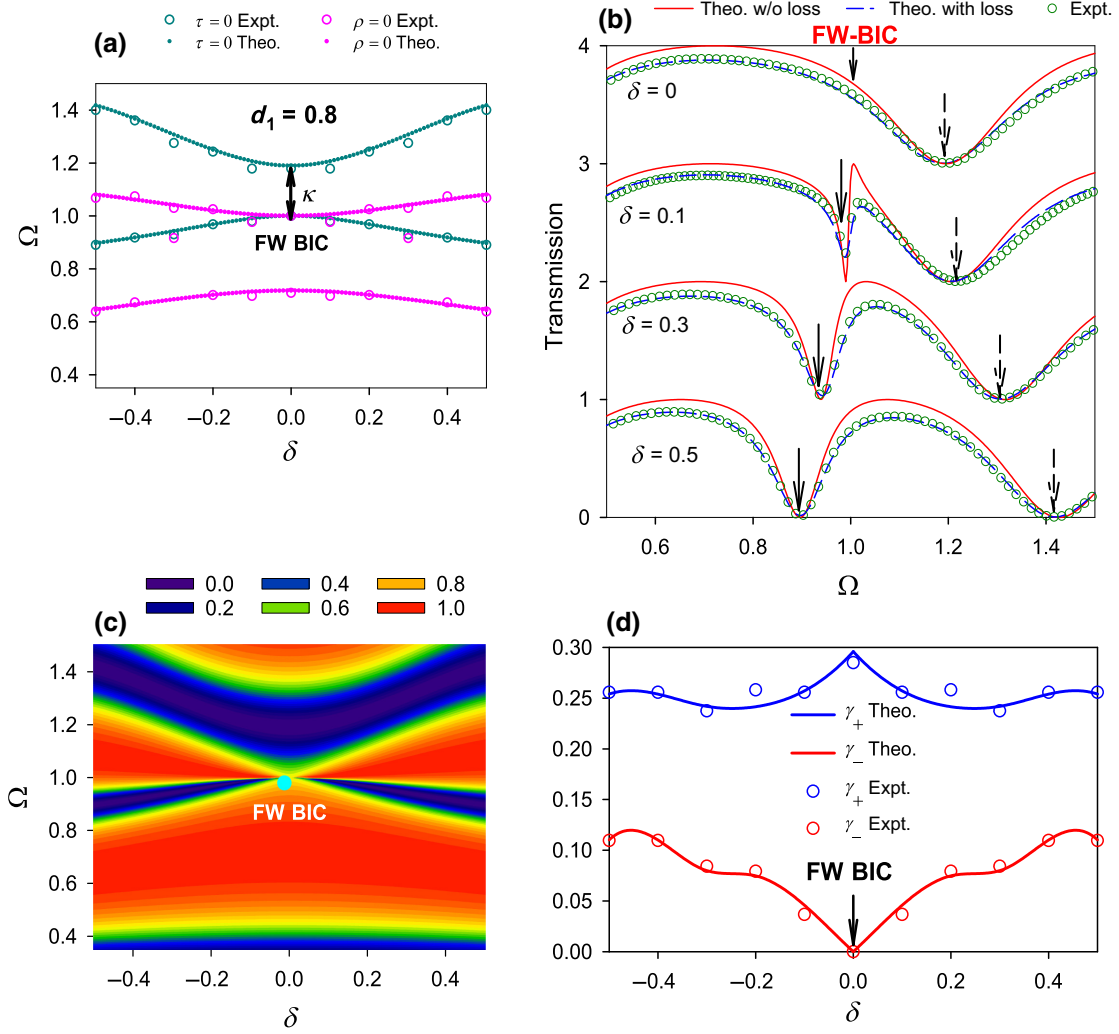 (a)
τ = 0 Expt.
ρ = 0 Expt.
τ = 0 Theo.
ρ = 0 Theo.
1.4
1.2
1.0
0.8
0.6
0.4
Ω
d1 = 0.8
κ
FW BIC
−0.4
−0.2
0.0
0.2
0.4
δ
(b)
Theo. w/o loss
Theo. with loss
Expt.
FW-BIC
4
3
2
1
0
Transmission
δ = 0
δ = 0.1
δ = 0.3
δ = 0.5
0.6
0.8
1.0
1.2
1.4
Ω
0.0
0.4
0.8
0.2
0.6
1.0
(c)
1.4
1.2
1.0
0.8
0.6
0.4
Ω
FW BIC
−0.4
−0.2
0.0
0.2
0.4
δ
(d)
0.30
0.25
0.20
0.15
0.10
0.05
0.00
γ+ Theo.
γ− Theo.
γ+ Expt.
γ− Expt.
FW BIC
−0.4
−0.2
0.0
0.2
0.4
δ